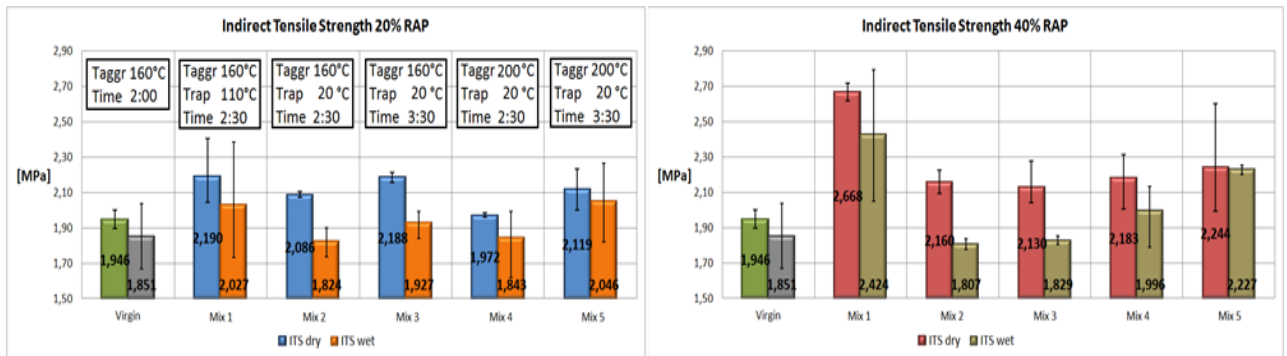 Indirect Tensile Strength 20% RAP
2,90
2,70
2,50
2,30
2,10
1,90
1,70
1,50
[MPa]
Taggr 160°C
Time 2:00
Taggr 160°C
Trap 110°C
Time 2:30
Taggr 160°C
Trap 20 °C
Time 2:30
Taggr 160°C
Trap 20 °C
Time 3:30
Taggr 200°C
Trap 20 °C
Time 2:30
Taggr 200°C
Trap 20 °C
Time 3:30
1,946
1,851
2,190
2,027
2,086
1,824
2,188
1,927
1,972
1,843
2,119
2,046
Virgin
Mix 1
Mix 2
Mix 3
Mix 4
Mix 5
ITS dry
ITS wet
Indirect Tensile Strength 40% RAP
2,90
2,70
2,50
2,30
2,10
1,90
1,70
1,50
[MPa]
1,946
1,851
2,668
2,424
2,160
1,807
2,130
1,829
2,183
1,996
2,244
2,227
Virgin
Mix 1
Mix 2
Mix 3
Mix 4
Mix 5
ITS dry
ITS wet